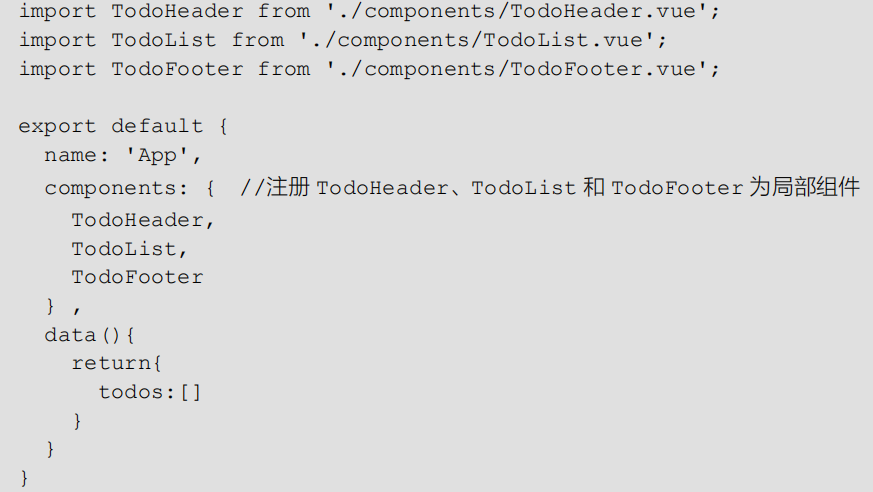 import TodoHeader from './components/TodoHeader.vue';
import TodoList from './components/TodoList.vue';
import TodoFooter from './components/TodoFooter.vue';

export default {
  name: 'App',
  components: {  //注册 TodoHeader、TodoList 和 TodoFooter 为局部组件
    TodoHeader,
    TodoList,
    TodoFooter
  } ,
  data(){
    return{
      todos:[]
    }
  }
}